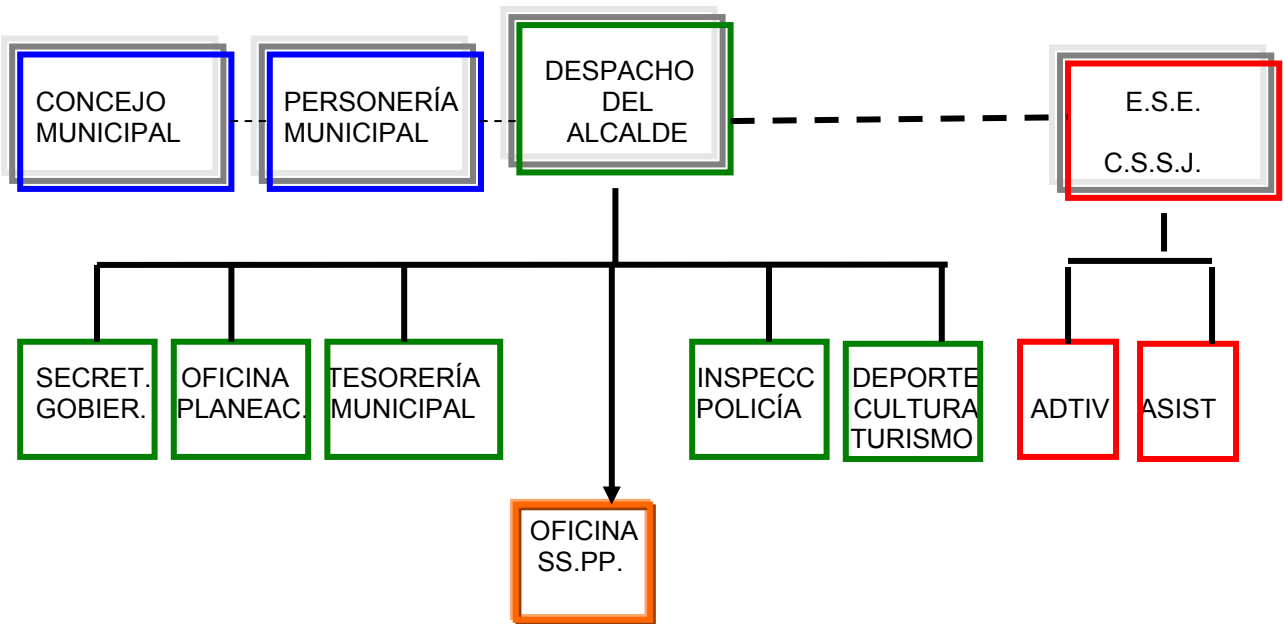 CONCEJO
MUNICIPAL
PERSONERÍA
MUNICIPAL
DESPACHO
DEL
ALCALDE
E.S.E.
C.S.S.J.
SECRET.
GOBIER.
OFICINA
PLANEAC.
TESORERÍA
MUNICIPAL
INSPECC
POLICÍA
DEPORTE
CULTURA
TURISMO
ADTIV
ASIST
OFICINA
SS.PP.